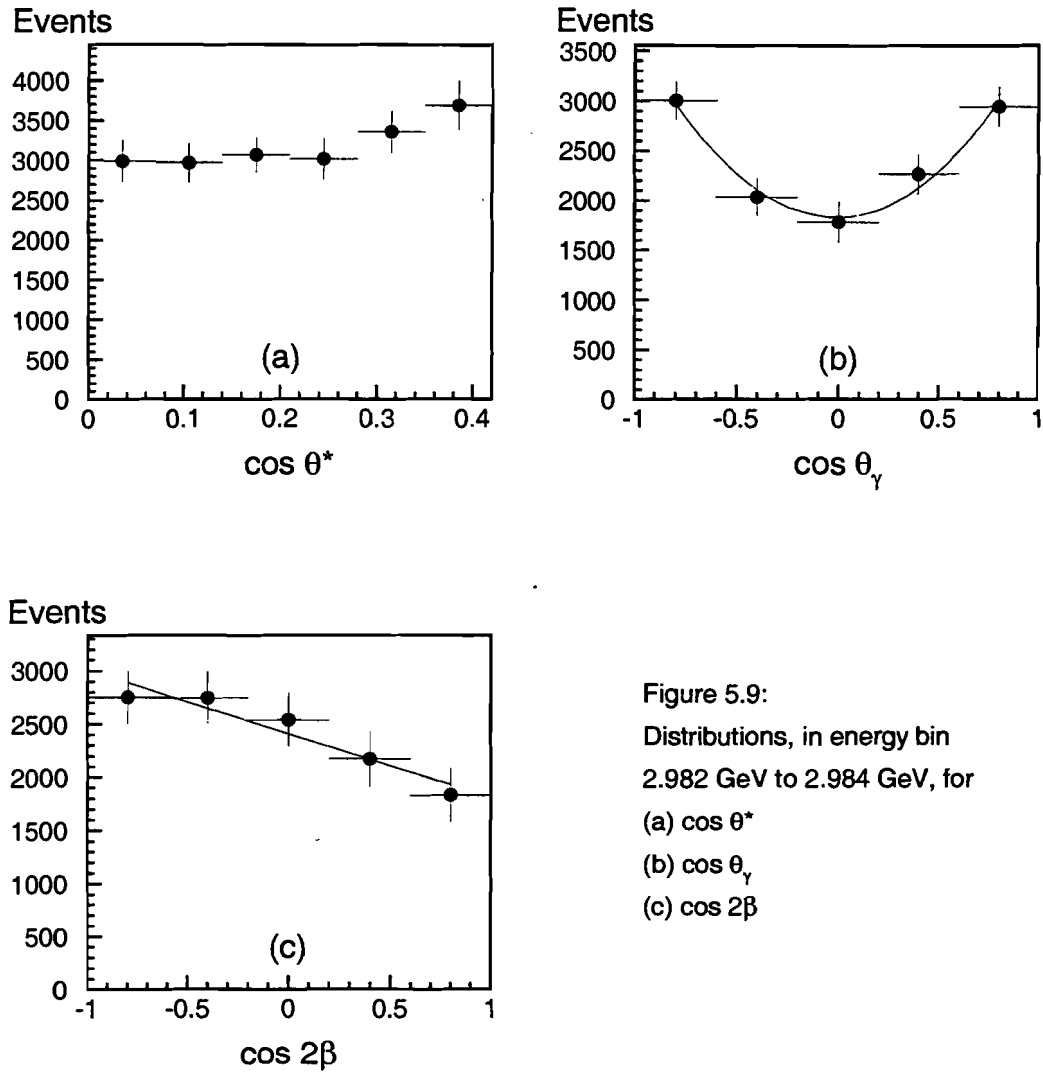 Events
4000
3500
3000
2500
2000
1500
1000
500
0
(a)
0 0.1 0.2 0.3 0.4
cos θ*
Events
3500
3000
2500
2000
1500
1000
500
0
(b)
-1 -0.5 0 0.5 1
cos θγ
Events
3000
2500
2000
1500
1000
500
0
(c)
-1 -0.5 0 0.5 1
cos 2β
Figure 5.9:
Distributions, in energy bin
2.982 GeV to 2.984 GeV, for
(a) cos θ*
(b) cos θγ
(c) cos 2β